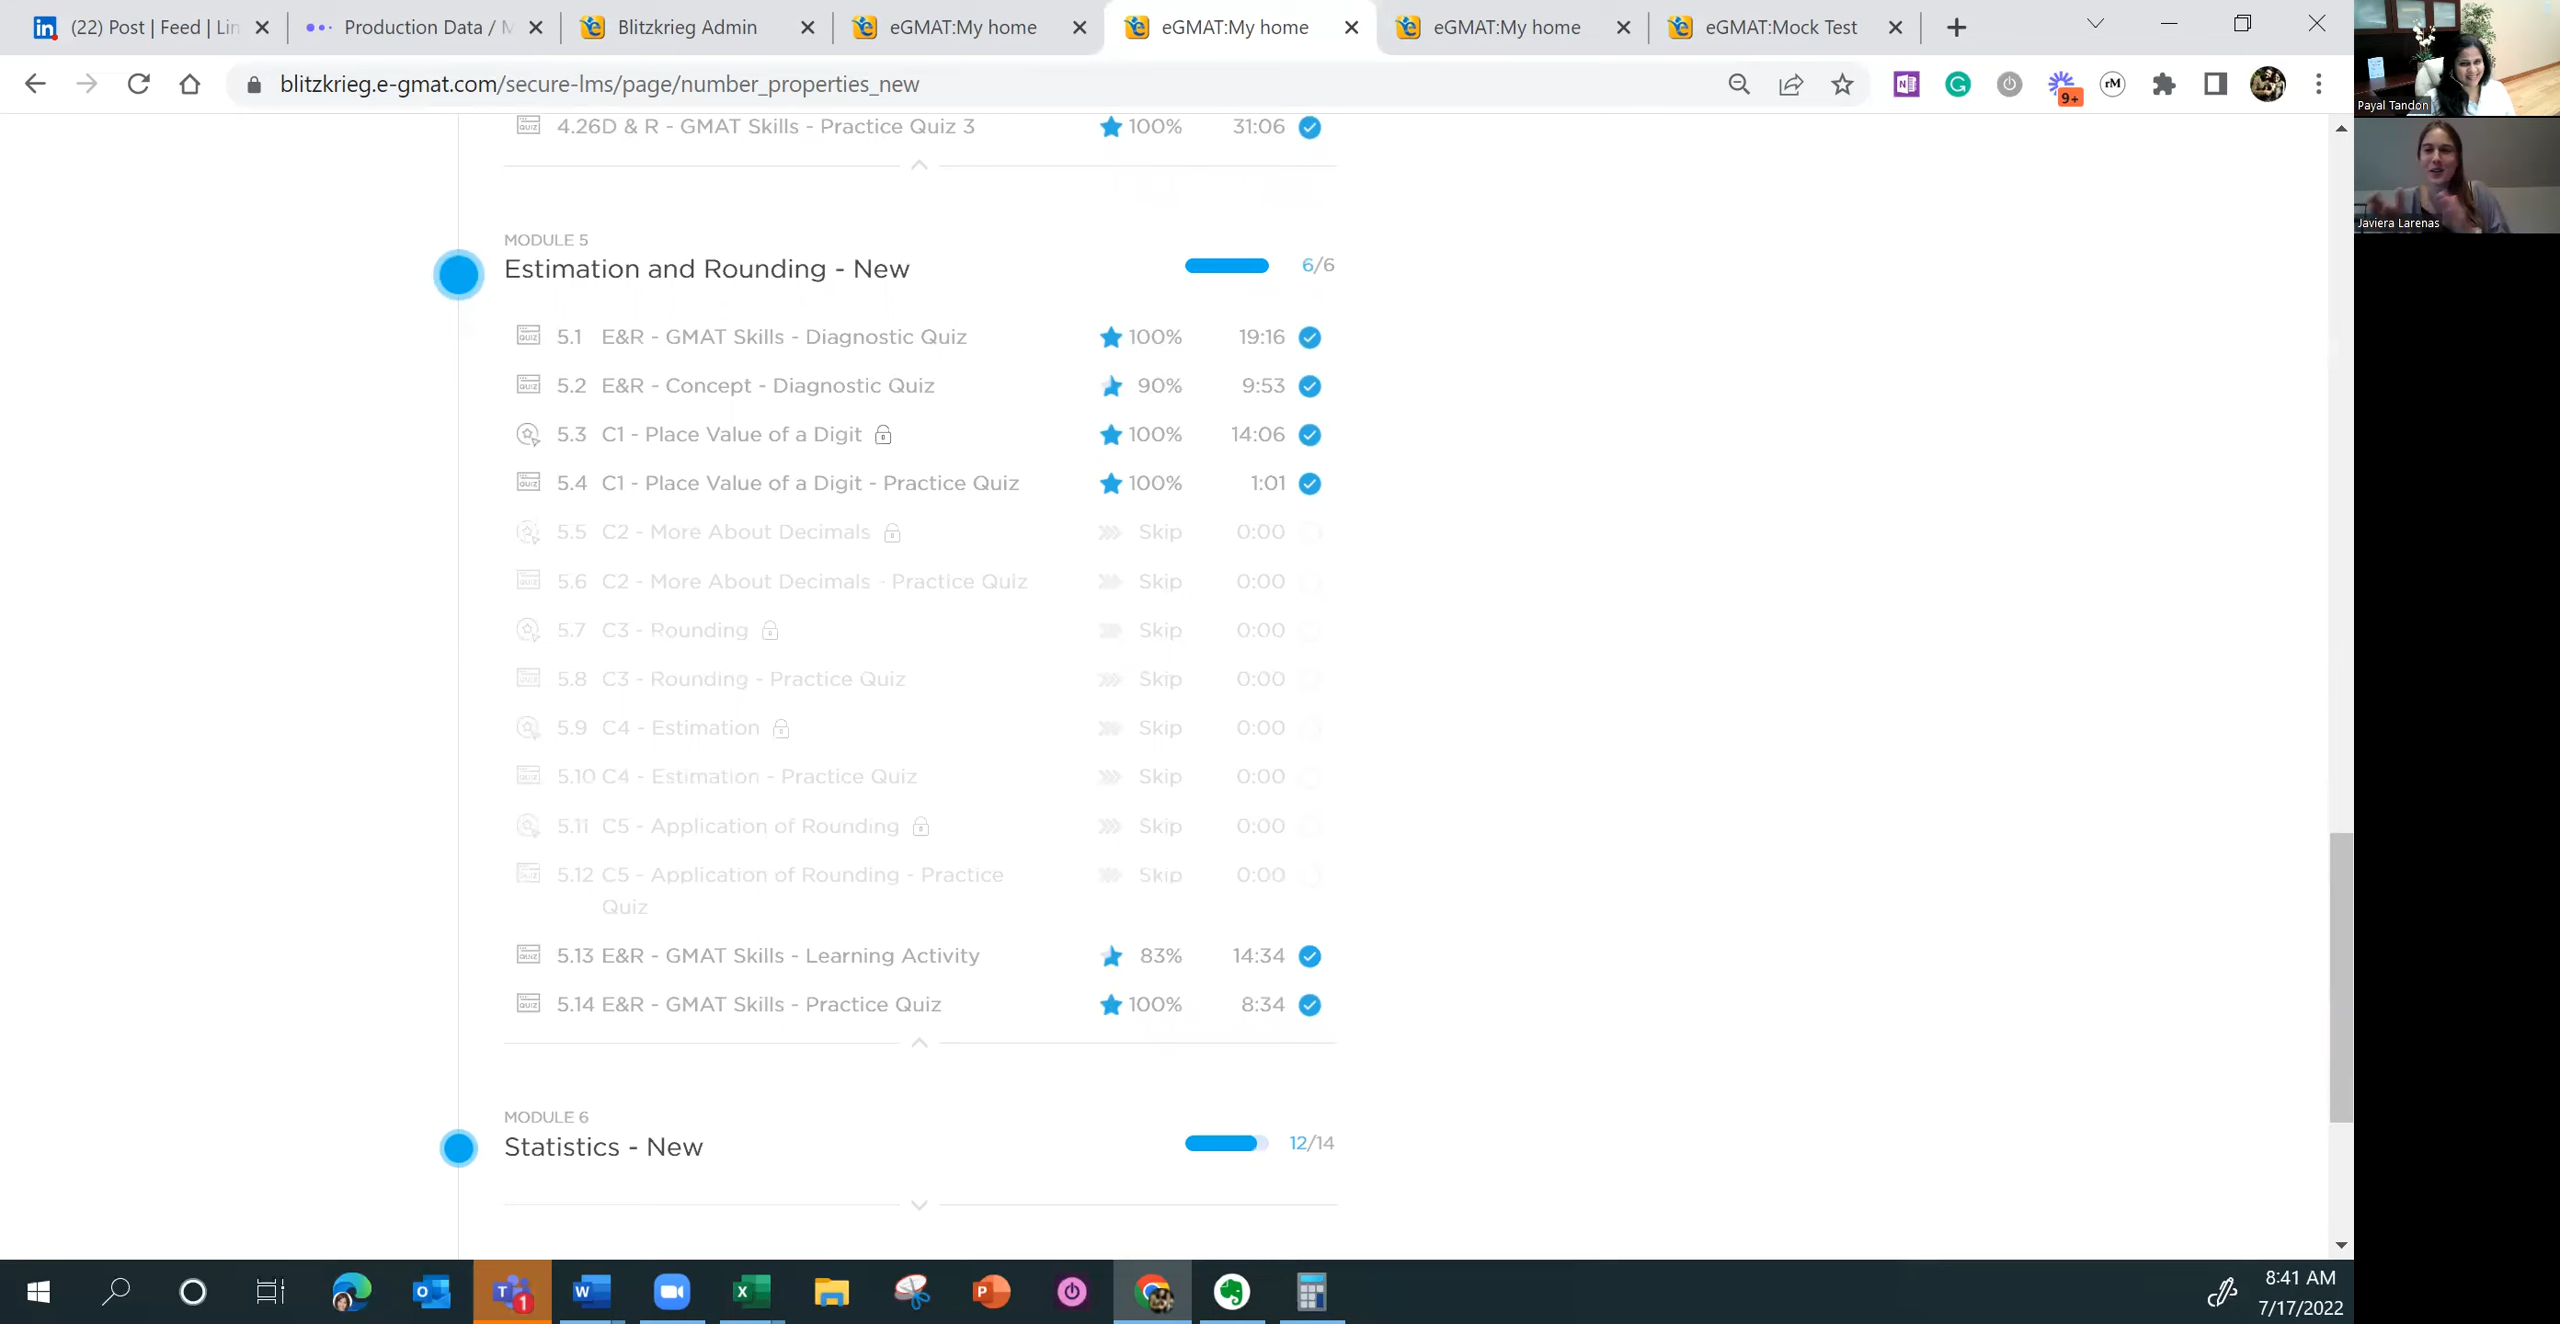 (22) Post | Feed | Lin
Production Data / M
Blitzkrieg Admin
eGMAT:My home
eGMAT:My home
eGMAT:My home
eGMAT:Mock Test
blitzkrieg.e-gmat.com/secure-lms/page/number_properties_new
9+
Payal Tandon
Javiera Larenas
4.26D & R - GMAT Skills - Practice Quiz 3 100% 31:06
MODULE 5
Estimation and Rounding - New 6/6
5.1 E&R - GMAT Skills - Diagnostic Quiz 100% 19:16
5.2 E&R - Concept - Diagnostic Quiz 90% 9:53
5.3 C1 - Place Value of a Digit 100% 14:06
5.4 C1 - Place Value of a Digit - Practice Quiz 100% 1:01
5.5 C2 - More About Decimals Skip 0:00
5.6 C2 - More About Decimals - Practice Quiz Skip 0:00
5.7 C3 - Rounding Skip 0:00
5.8 C3 - Rounding - Practice Quiz Skip 0:00
5.9 C4 - Estimation Skip 0:00
5.10 C4 - Estimation - Practice Quiz Skip 0:00
5.11 C5 - Application of Rounding Skip 0:00
5.12 C5 - Application of Rounding - Practice Skip 0:00
Quiz
5.13 E&R - GMAT Skills - Learning Activity 83% 14:34
5.14 E&R - GMAT Skills - Practice Quiz 100% 8:34
MODULE 6
Statistics - New 12/14
8:41 AM
7/17/2022